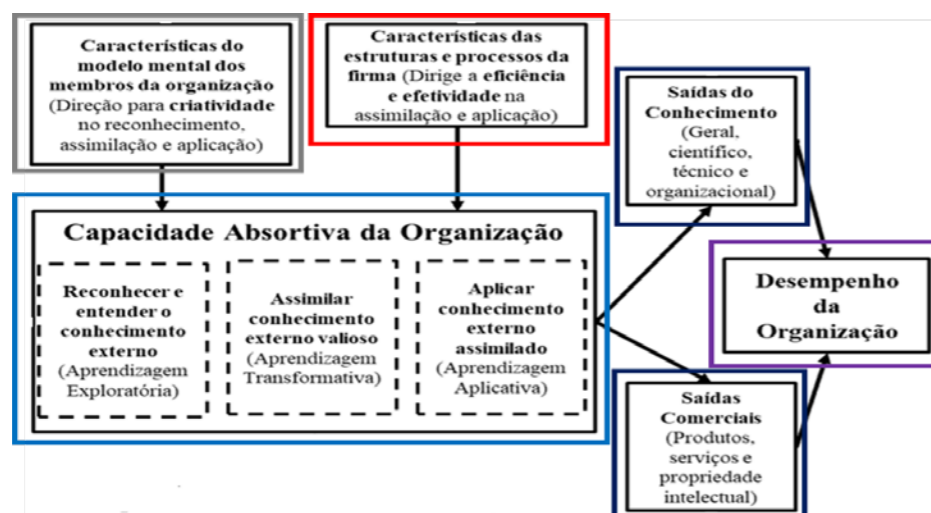 Características do
modelo mental dos
membros da organização
(Direção para criatividade
no reconhecimento,
assimilação e aplicação)
Características das
estruturas e processos da
firma (Dirige a eficiência
e efetividade na
assimilação e aplicação)
Saídas do
Conhecimento
(Geral,
científico,
técnico e
organizacional)
Capacidade Absortiva da Organização
Reconhecer e
entender o
conhecimento
externo
(Aprendizagem
Exploratória)
Assimilar
conhecimento
externo valioso
(Aprendizagem
Transformativa)
Aplicar
conhecimento
externo
assimilado
(Aprendizagem
Aplicativa)
Desempenho
da
Organização
Saídas
Comerciais
(Produtos,
serviços e
propriedade
intelectual)